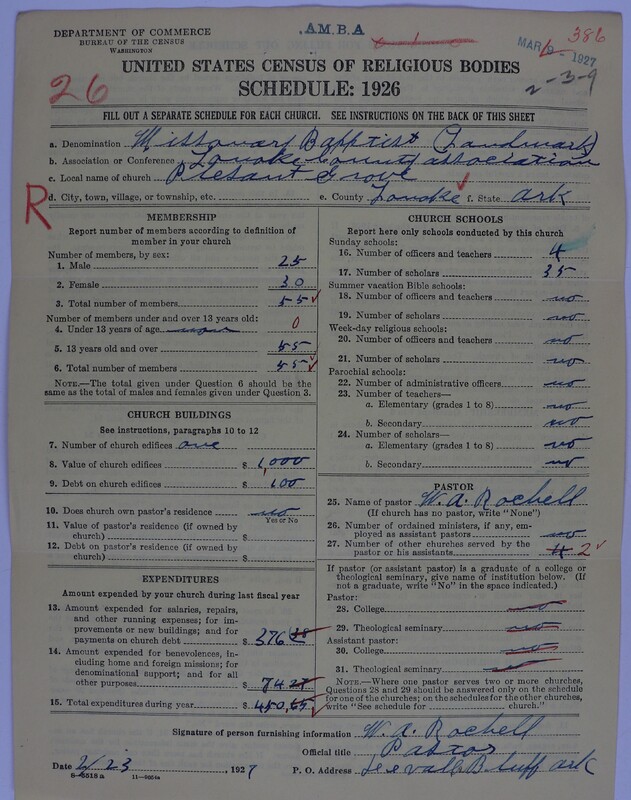 A.M.B.A
386
DEPARTMENT OF COMMERCE
BUREAU OF THE CENSUS
WASHINGTON
MAR 9 1927
2-3-9
26
UNITED STATES CENSUS OF RELIGIOUS BODIES
SCHEDULE: 1926
FILL OUT A SEPARATE SCHEDULE FOR EACH CHURCH. SEE INSTRUCTIONS ON THE BACK OF THIS SHEET
a. Denomination Missonary Bapptist (Landmark)
b. Association or Conference Lonoke County association
c. Local name of church Plesant Grove
R
d. City, town, village, or township, etc. e. County Lonoke f. State ark
MEMBERSHIP
Report number of members according to definition of member in your church
Number of members, by sex:
1. Male 25
2. Female 30
3. Total number of members 55
Number of members under and over 13 years old:
4. Under 13 years of age 0
5. 13 years old and over 55
6. Total number of members 55
NOTE.—The total given under Question 6 should be the
same as the total of males and females given under Question 3.
CHURCH BUILDINGS
See instructions, paragraphs 10 to 12
7. Number of church edifices one
8. Value of church edifices $ 1,000
9. Debt on church edifices $ 100
10. Does church own pastor's residence no
Yes or No
11. Value of pastor's residence (if owned by
church) $
12. Debt on pastor's residence (if owned by
church) $
EXPENDITURES
Amount expended by your church during last fiscal year
13. Amount expended for salaries, repairs,
and other running expenses; for im-
provements or new buildings; and for
payments on church debt $ 376
14. Amount expended for benevolences, in-
cluding home and foreign missions; for
denominational support; and for all
other purposes $ 74
15. Total expenditures during year $ 450
CHURCH SCHOOLS
Report here only schools conducted by this church
Sunday schools:
16. Number of officers and teachers 4
17. Number of scholars 35
Summer vacation Bible schools:
18. Number of officers and teachers no
19. Number of scholars no
Week-day religious schools:
20. Number of officers and teachers no
21. Number of scholars no
Parochial schools:
22. Number of administrative officers no
23. Number of teachers—
a. Elementary (grades 1 to 8) no
b. Secondary no
24. Number of scholars—
a. Elementary (grades 1 to 8) no
b. Secondary no
PASTOR
25. Name of pastor W. A. Rochell
(If church has no pastor, write "None")
26. Number of ordained ministers, if any, em-
ployed as assistant pastors no
27. Number of other churches served by the
pastor or his assistants 4 2
If pastor (or assistant pastor) is a graduate of a college or
theological seminary, give name of institution below. (If
not a graduate, write "No" in the space indicated.)
Pastor:
28. College no
29. Theological seminary no
Assistant pastor:
30. College no
31. Theological seminary no
NOTE.—Where one pastor serves two or more churches,
Questions 28 and 29 should be answered only on the schedule
for one of the churches; on the schedules for the other churches,
write "See schedule for church."
Signature of person furnishing information W. A. Rochell
Official title Pastor
Date 2/23, 1927 P. O. Address Devalls Bluff ark
8-5518 a